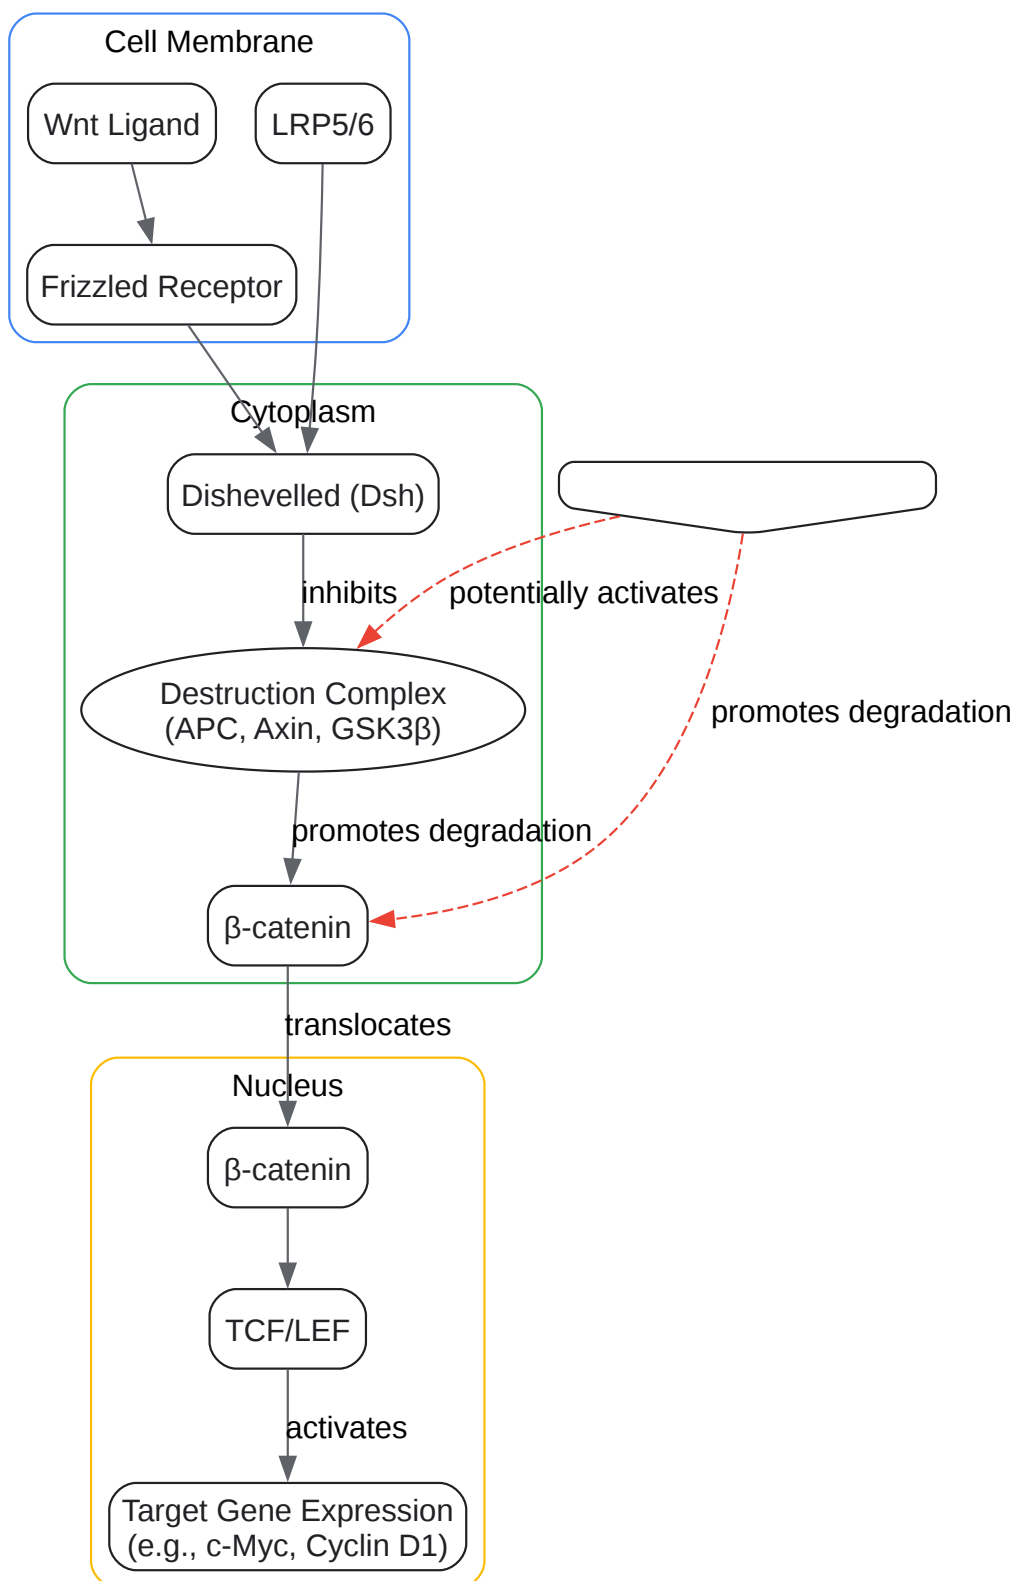 Cell Membrane
Wnt Ligand
LRP5/6
Frizzled Receptor
Cytoplasm
Dishevelled (Dsh)
inhibits
potentially activates
Destruction Complex
(APC, Axin, GSK3β)
promotes degradation
promotes degradation
β-catenin
translocates
Nucleus
β-catenin
TCF/LEF
activates
Target Gene Expression
(e.g., c-Myc, Cyclin D1)